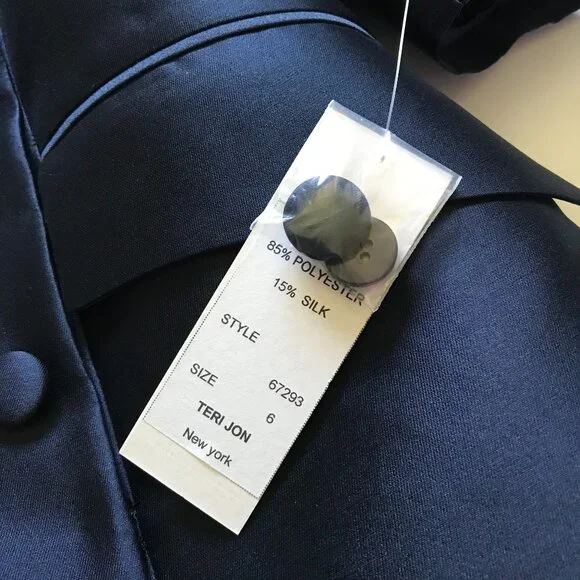 85% POLYESTER
15% SILK
STYLE
67293
SIZE
6
TERI JON
New york